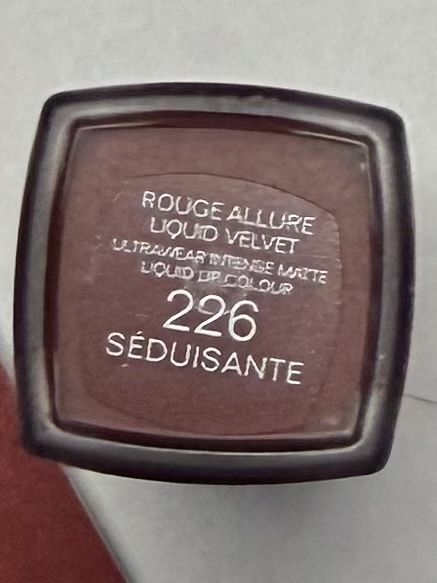 ROUGE ALLURE
LIQUID VELVET
ULTRAWEAR INTENSE MATTE
LIQUID LIP COLOUR
226
SÉDUISANTE